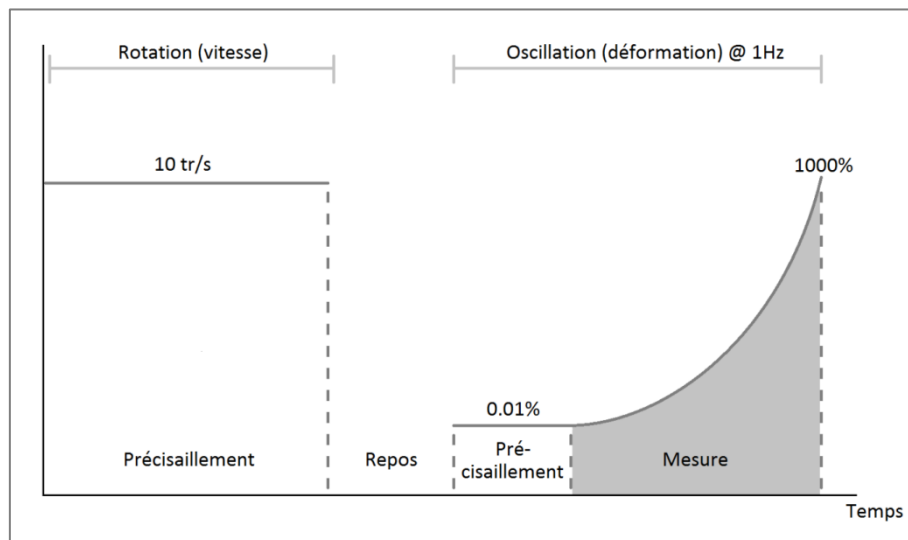 Rotation (vitesse)
Oscillation (déformation) @ 1Hz
10 tr/s
1000%
0.01%
Précisaillement
Repos
Pré-
cisaillement
Mesure
Temps